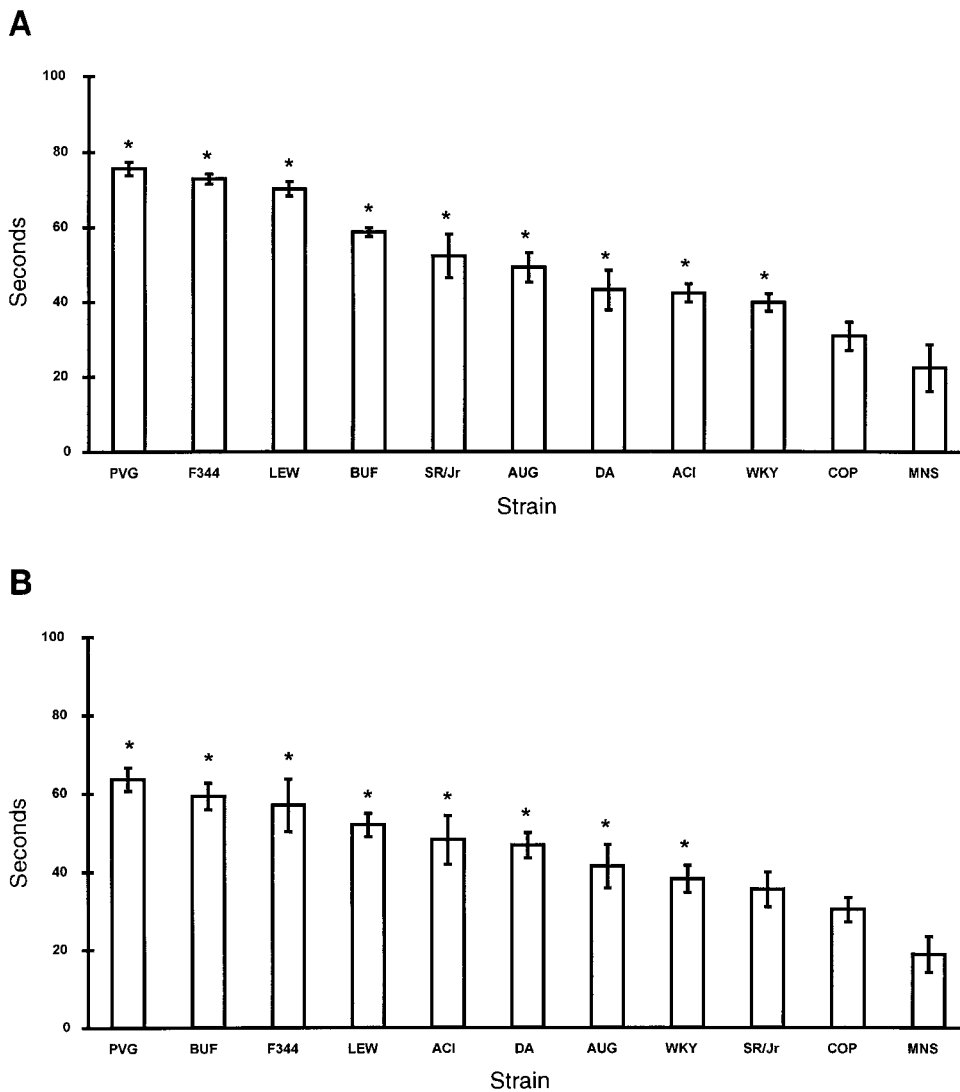 A
100
80
60
40
20
0
Seconds
* * * * * * * * *
PVG F344 LEW BUF SR/Jr AUG DA ACI WKY COP MNS
Strain
B
100
80
60
40
20
0
Seconds
* * * * * * * *
PVG BUF F344 LEW ACI DA AUG WKY SR/Jr COP MNS
Strain